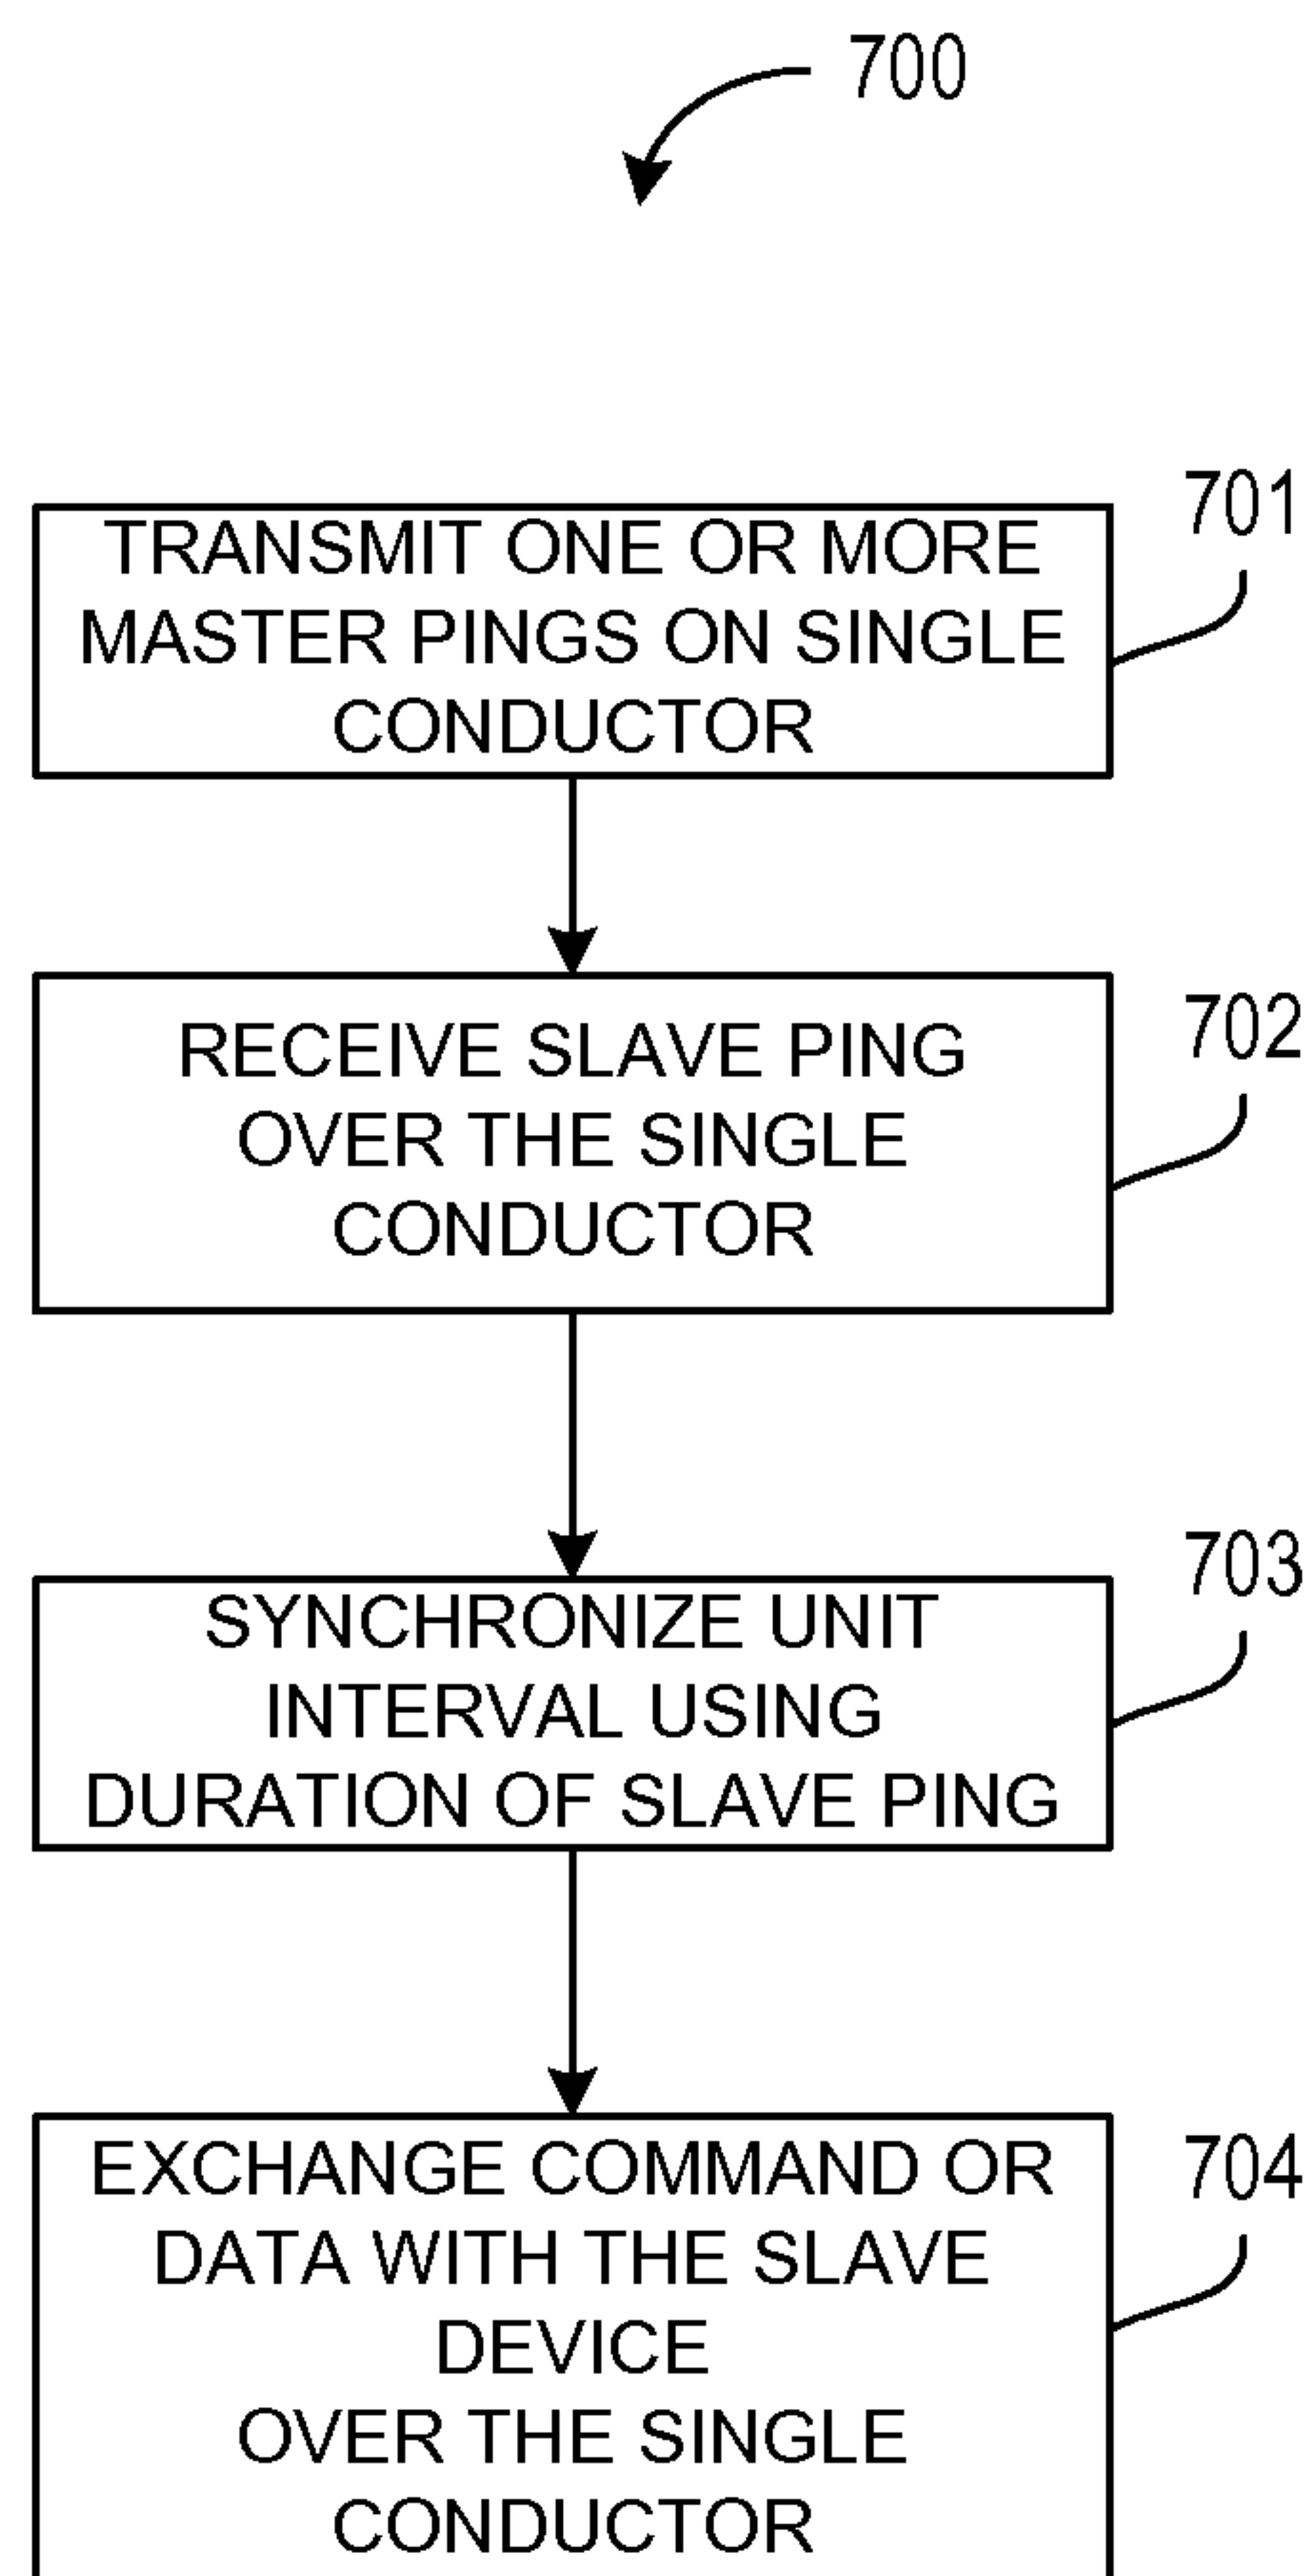 700
701
TRANSMIT ONE OR MORE
MASTER PINGS ON SINGLE
CONDUCTOR
702
RECEIVE SLAVE PING
OVER THE SINGLE
CONDUCTOR
703
SYNCHRONIZE UNIT
INTERVAL USING
DURATION OF SLAVE PING
704
EXCHANGE COMMAND OR
DATA WITH THE SLAVE
DEVICE
OVER THE SINGLE
CONDUCTOR